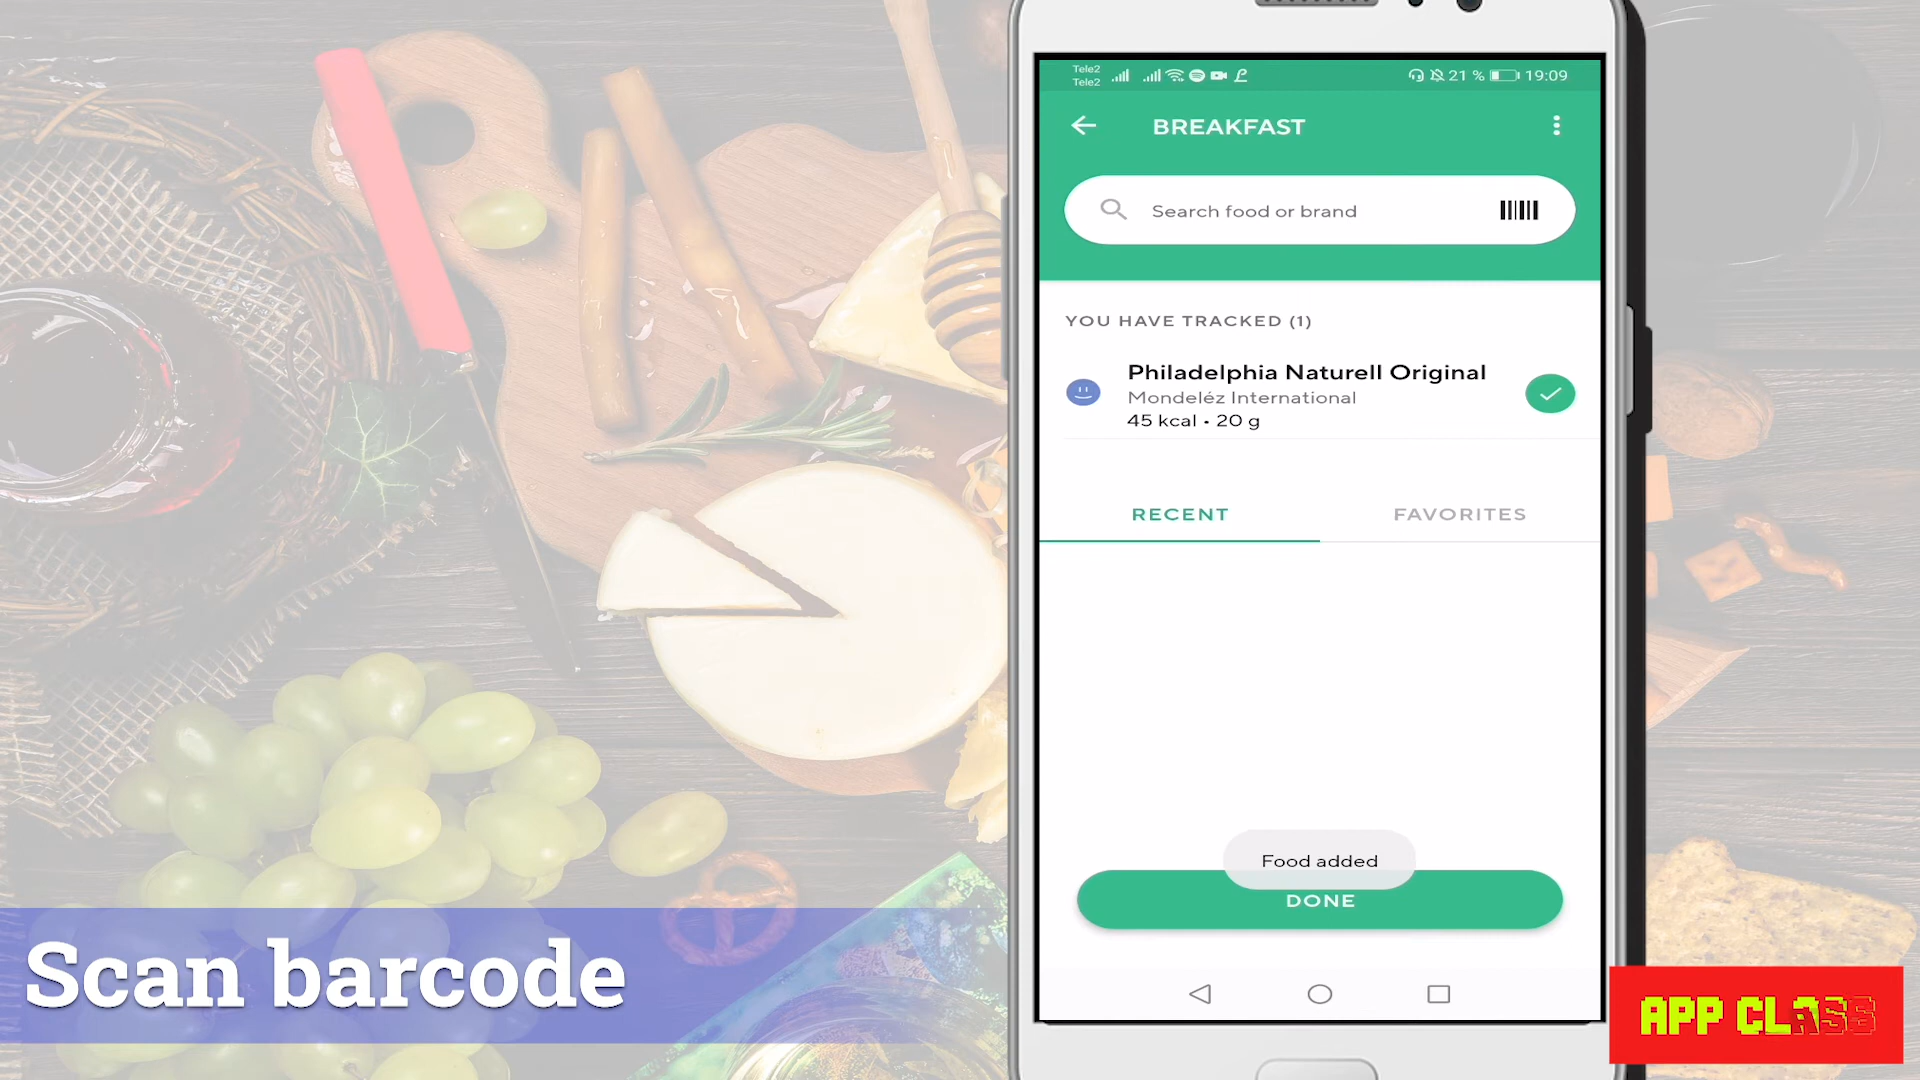 Tele2
Tele2
21 %
19:09
BREAKFAST
Search food or brand
YOU HAVE TRACKED (1)
Philadelphia Naturell Original
Mondeléz International
45 kcal • 20 g
RECENT
FAVORITES
Food added
DONE
Scan barcode
APP CLASS